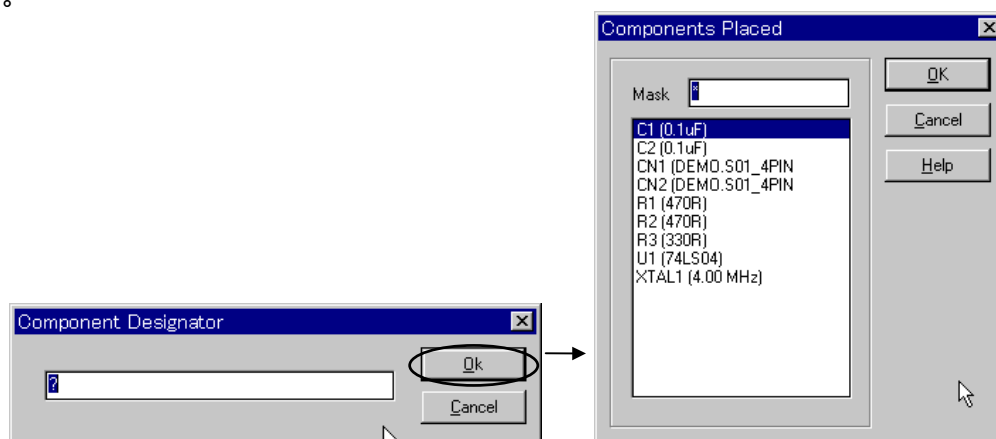 。
Components Placed
Mask *
OK
Cancel
Help
C1 (0.1uF)
C2 (0.1uF)
CN1 (DEMO.S01_4PIN
CN2 (DEMO.S01_4PIN
R1 (470R)
R2 (470R)
R3 (330R)
U1 (74LS04)
XTAL1 (4.00 MHz)
Component Designator
?
Ok
Cancel